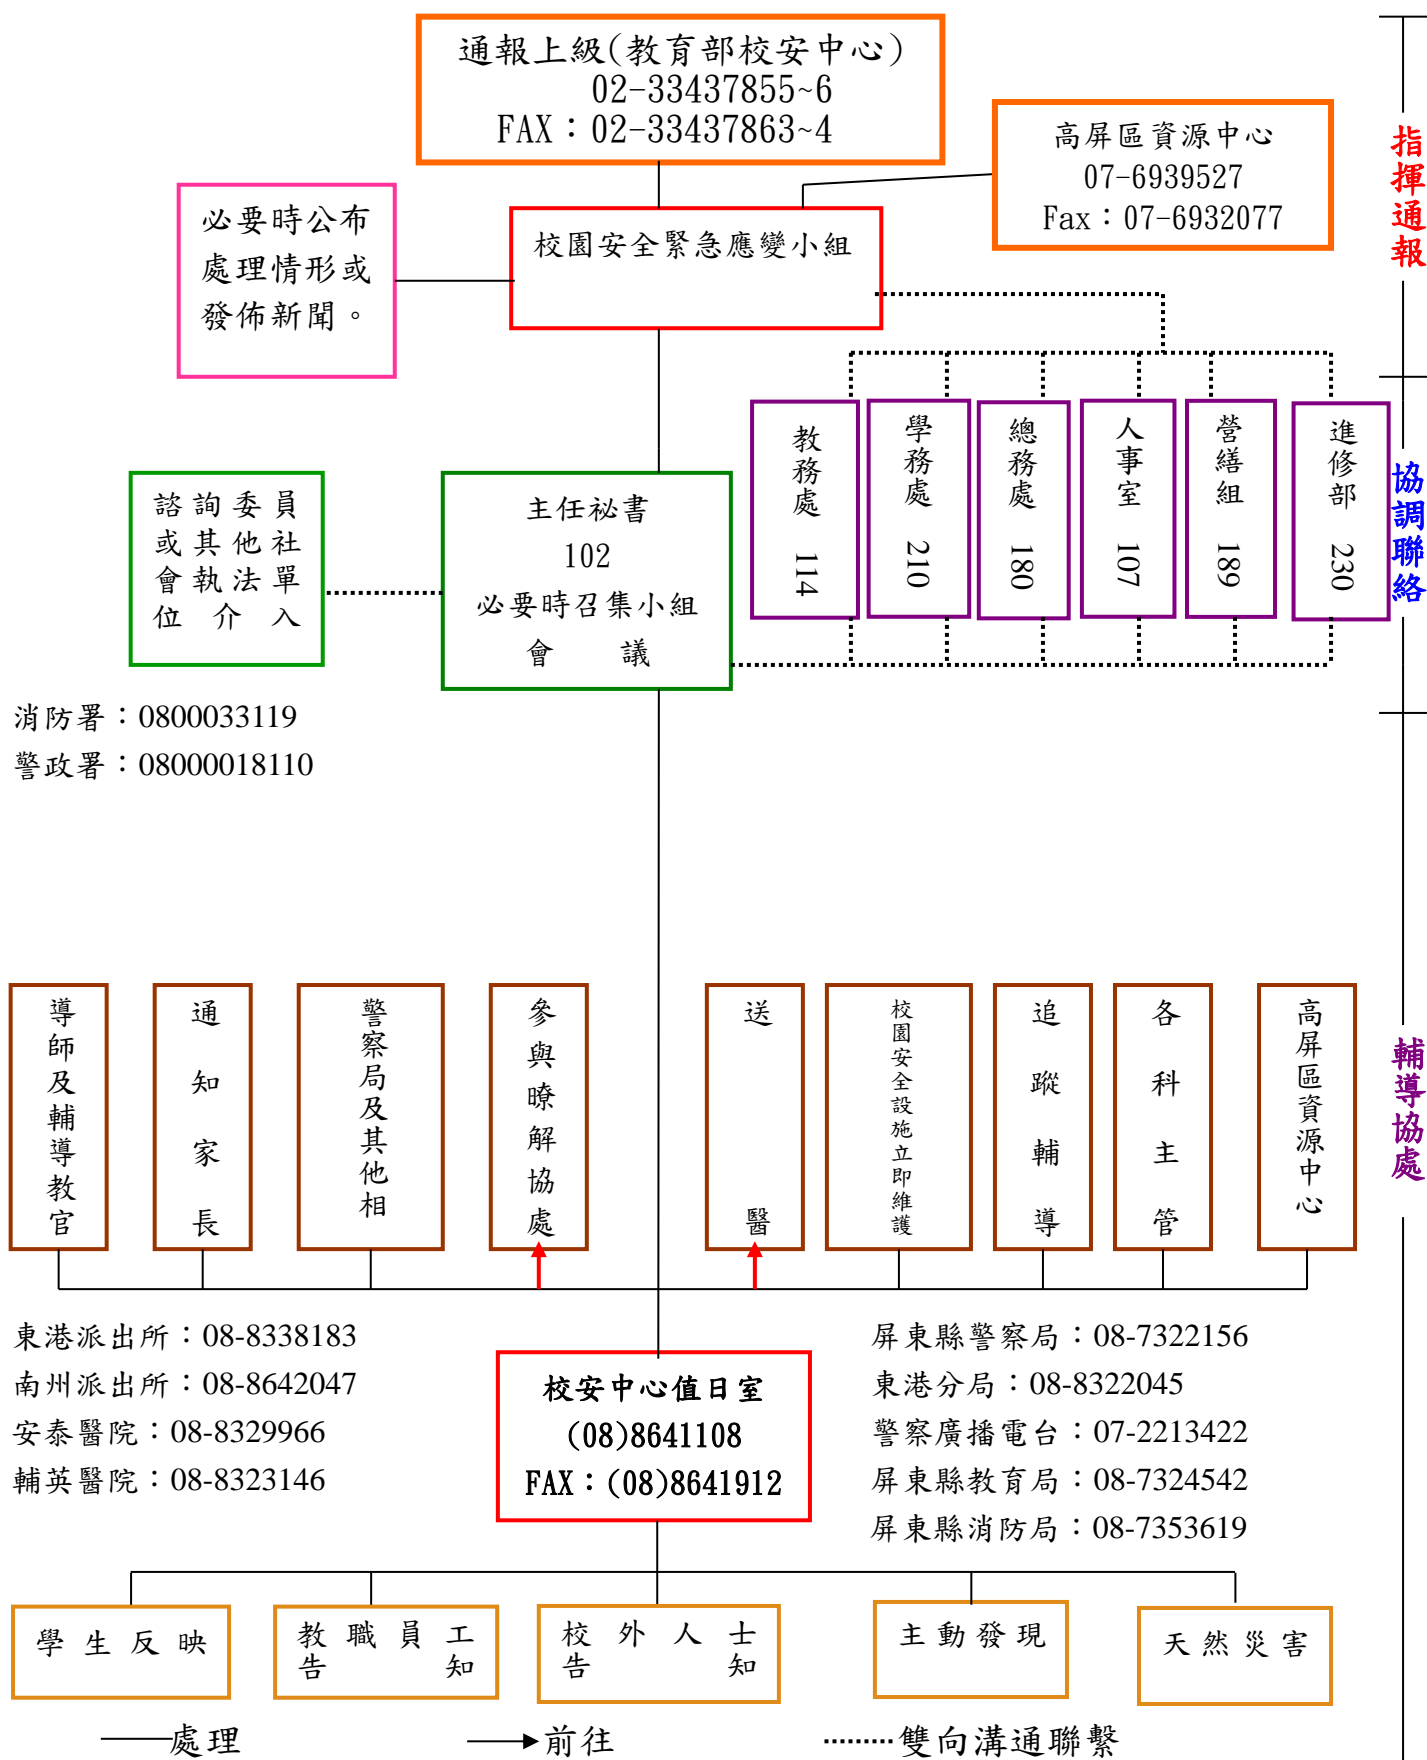 通報上級(教育部校安中心)
02-33437855~6
FAX：02-33437863~4
高屏區資源中心
07-6939527
Fax：07-6932077
指揮通報
必要時公布
處理情形或
發佈新聞。
校園安全緊急應變小組
教務處 114
學務處 210
總務處 180
人事室 107
營繕組 189
進修部 230
協調聯絡
諮詢委員
或其他社
會執法單
位介入
主任祕書
102
必要時召集小組
會議
消防署：0800033119
警政署：08000018110
導師及輔導教官
通知家長
警察局及其他相
參與瞭解協處
送醫
校園安全設施立即維護
追蹤輔導
各科主管
高屏區資源中心
輔導協處
東港派出所：08-8338183
南州派出所：08-8642047
安泰醫院：08-8329966
輔英醫院：08-8323146
校安中心值日室
(08)8641108
FAX：(08)8641912
屏東縣警察局：08-7322156
東港分局：08-8322045
警察廣播電台：07-2213422
屏東縣教育局：08-7324542
屏東縣消防局：08-7353619
學生反映
教職員工
告知
校外人士
告知
主動發現
天然災害
處理
前往
雙向溝通聯繫